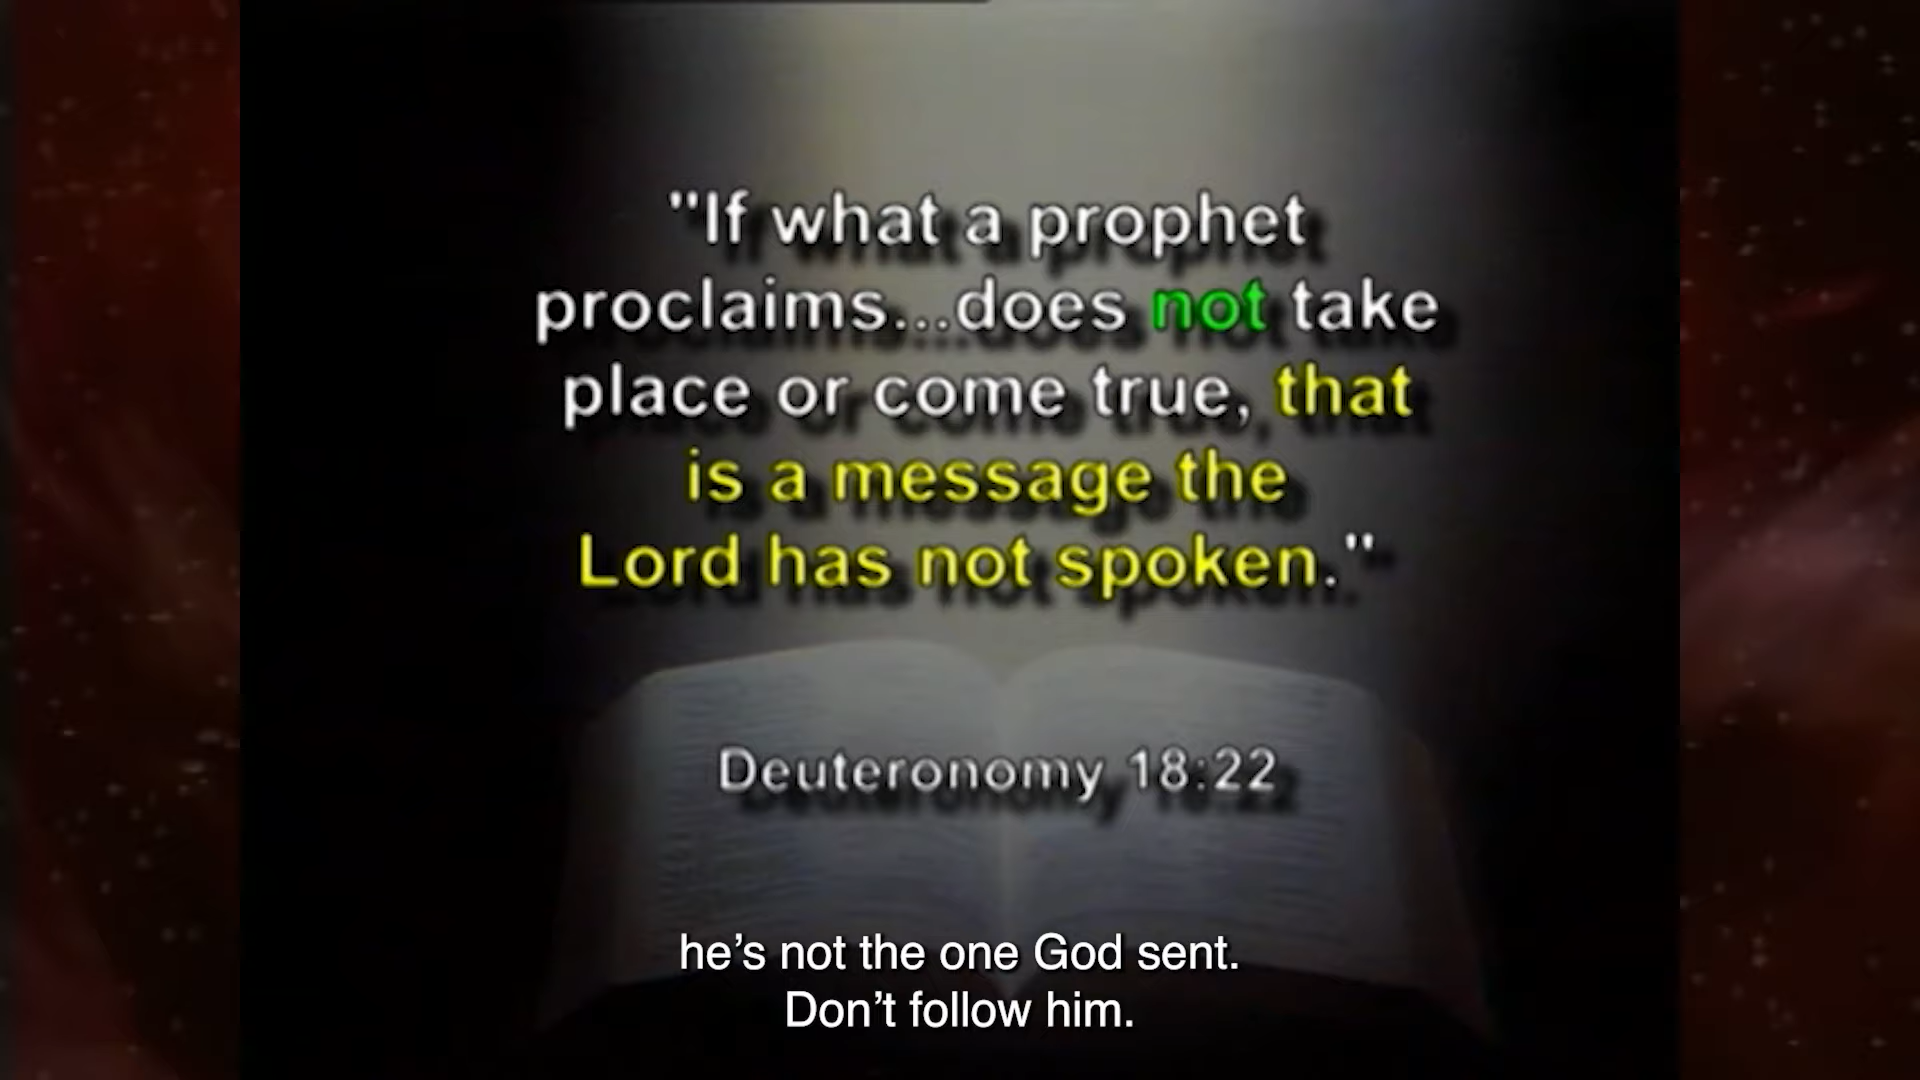 "If what a prophet
proclaims...does not take
place or come true, that
is a message the
Lord has not spoken."
Deuteronomy 18:22
he’s not the one God sent.
Don’t follow him.